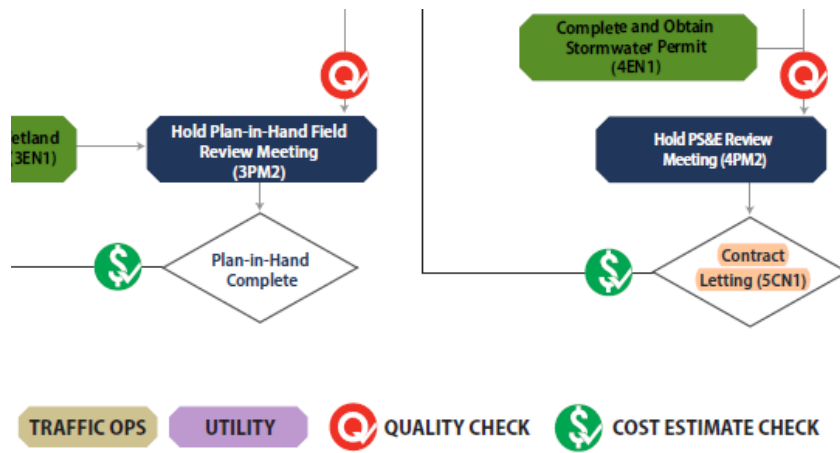 Complete and Obtain
Stormwater Permit
(4EN1)
etland
3EN1)
Hold Plan-in-Hand Field
Review Meeting
(3PM2)
Hold PS&E Review
Meeting (4PM2)
Plan-in-Hand
Complete
Contract
Letting (5CN1)
TRAFFIC OPS
UTILITY
QUALITY CHECK
COST ESTIMATE CHECK